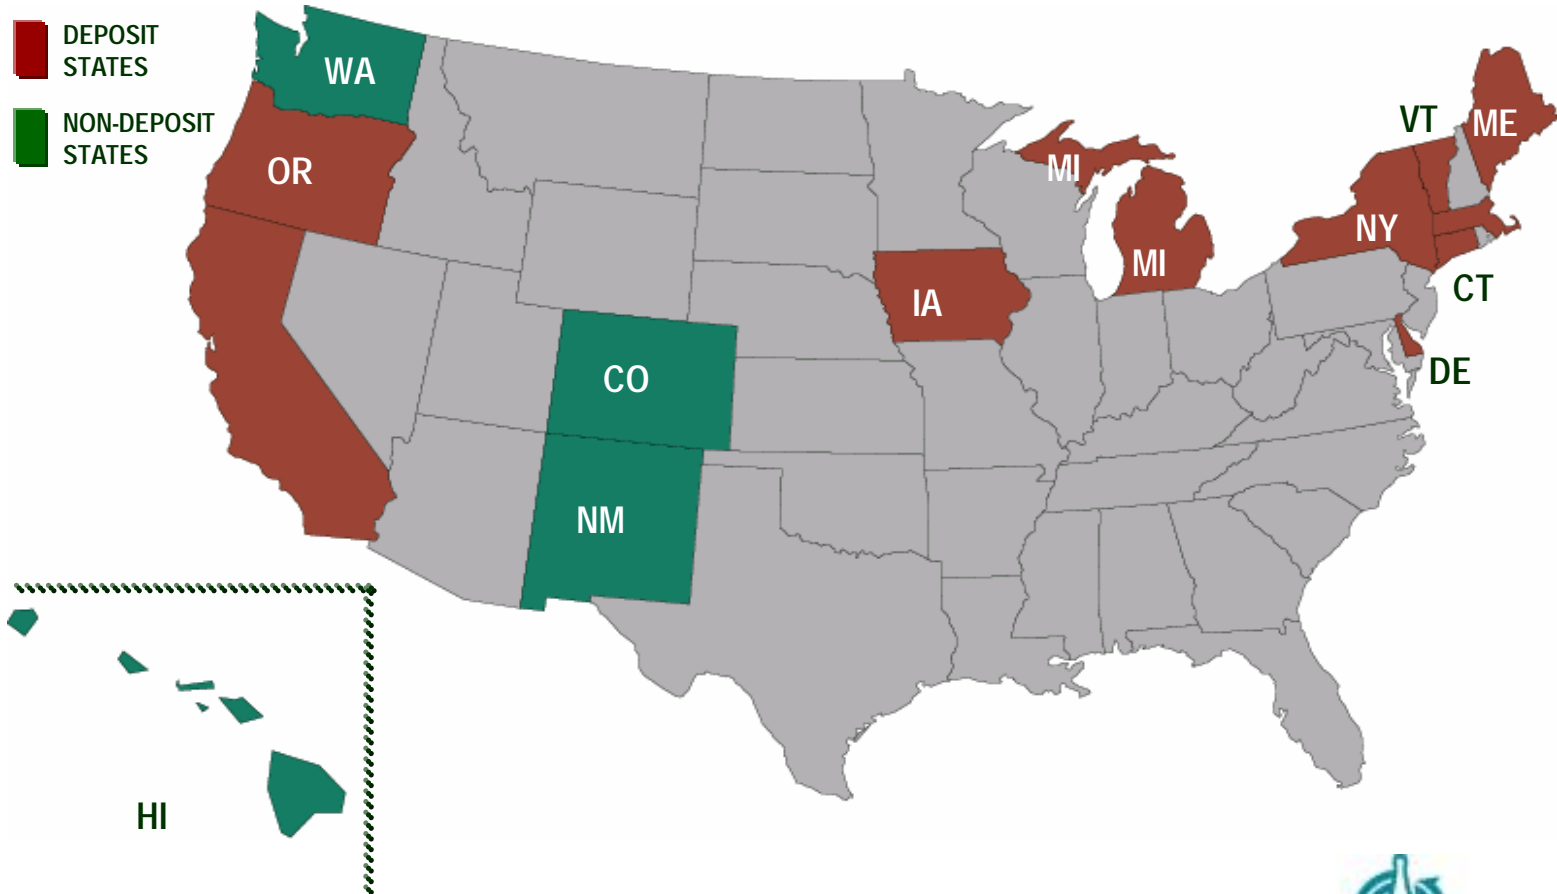 DEPOSIT
STATES
NON-DEPOSIT
STATES
WA
OR
CO
NM
IA
MI
MI
VT
ME
NY
CT
DE
HI